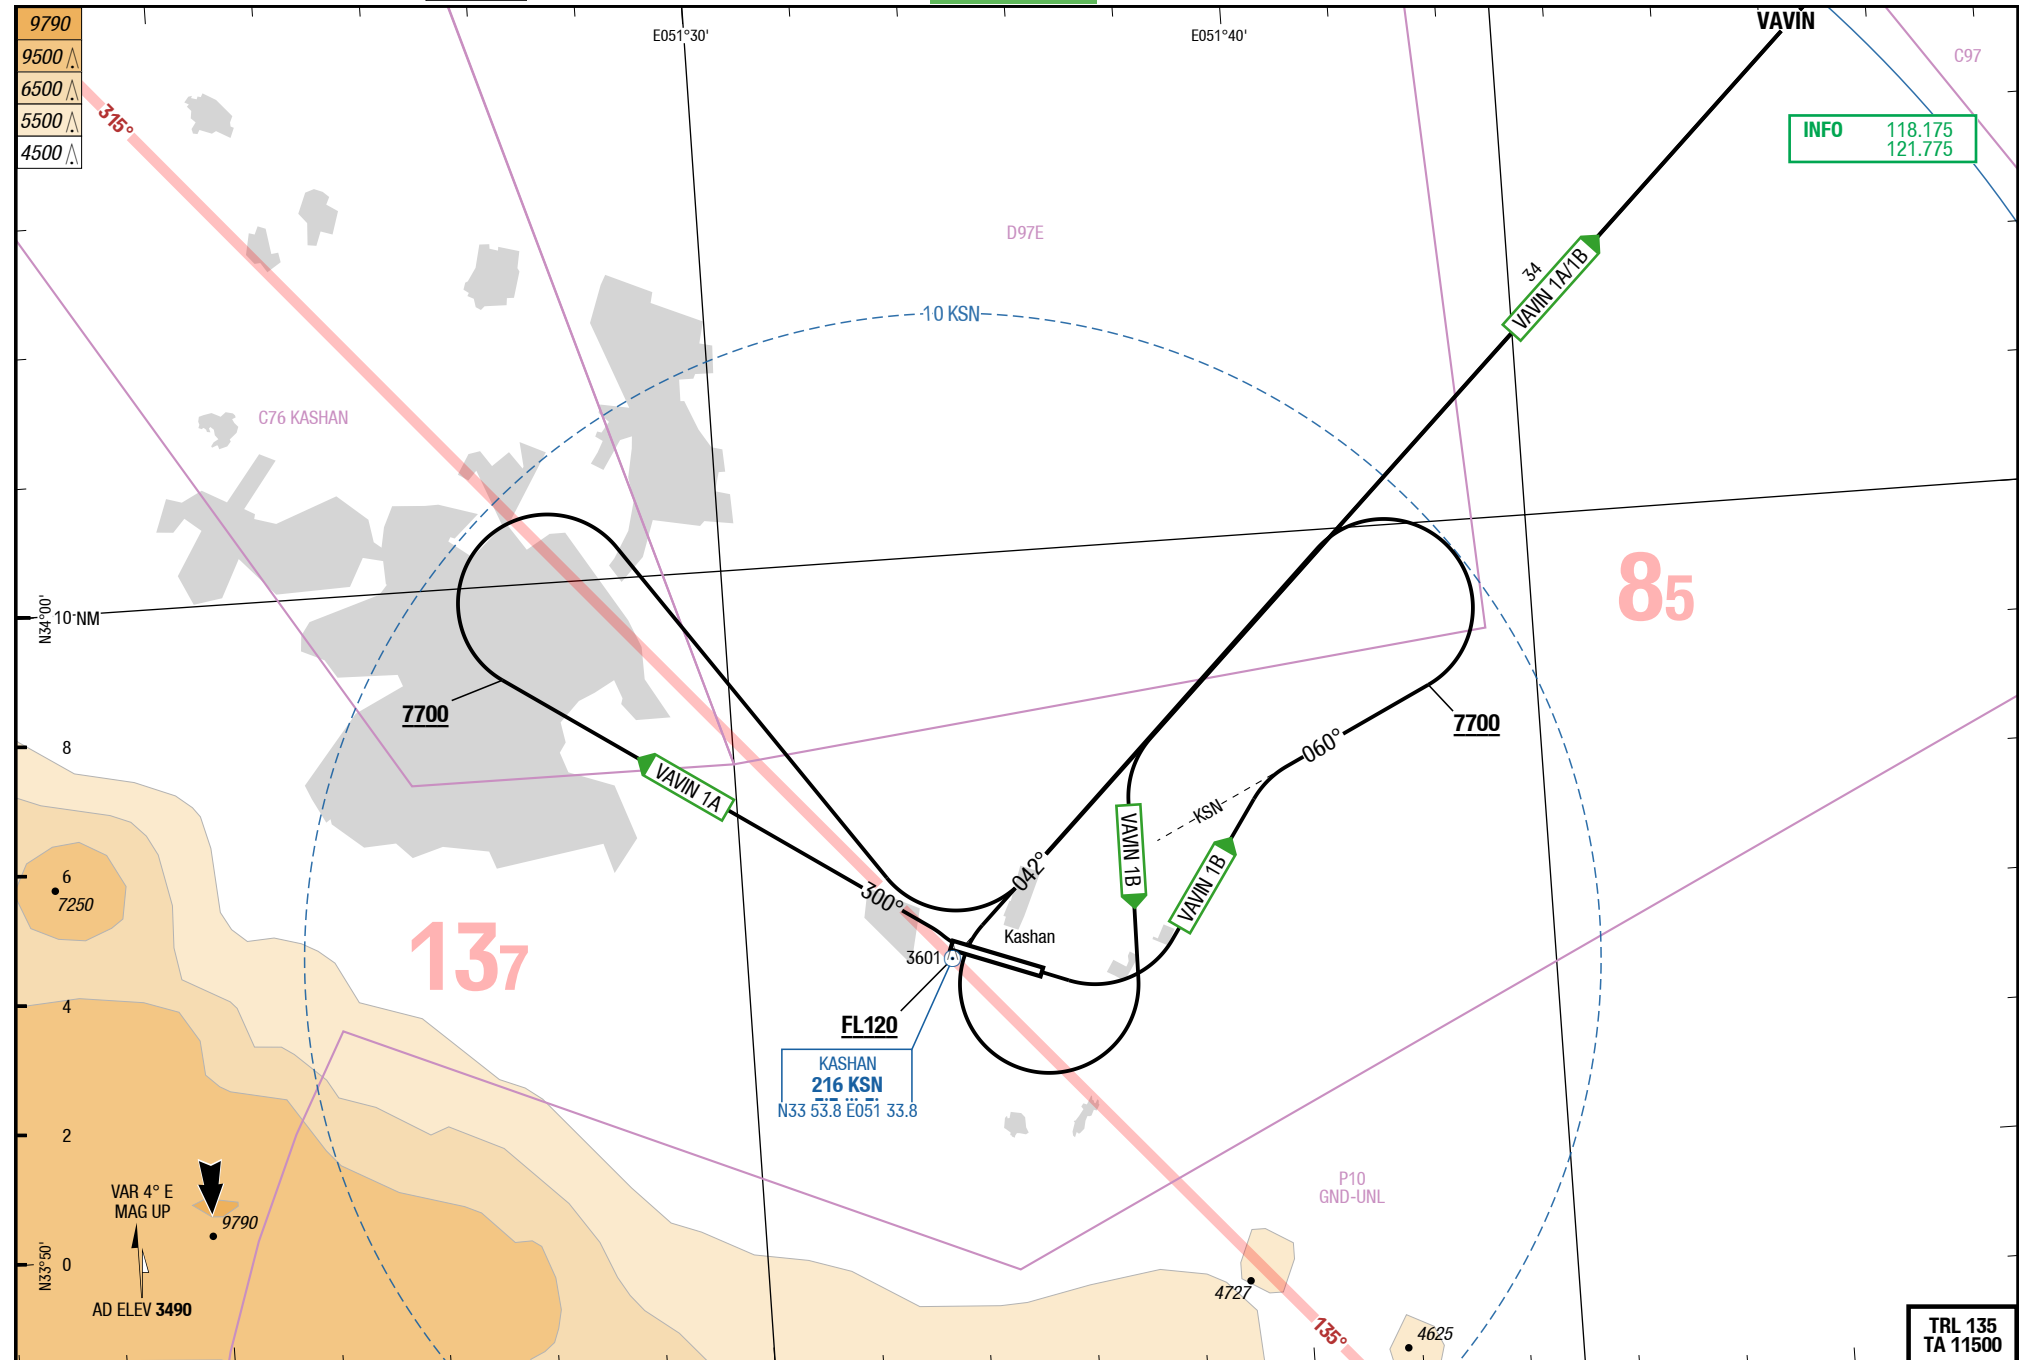 9790
9500
6500
5500
4500
E051°30'
E051°40'
VAVIN
C97
315°
INFO 118.175
121.775
D97E
34
VAVIN 1A/1B
10 KSN
C76 KASHAN
N34°00'
10 NM
8
6
4
2
0
85
7700
7700
060°
KSN
VAVIN 1A
VAVIN 1B
VAVIN 1B
042°
300°
7250
137
Kashan
3601
FL120
KASHAN
216 KSN
N33 53.8 E051 33.8
P10
GND-UNL
VAR 4° E
MAG UP
9790
N33°50'
AD ELEV 3490
4727
135°
4625
TRL 135
TA 11500